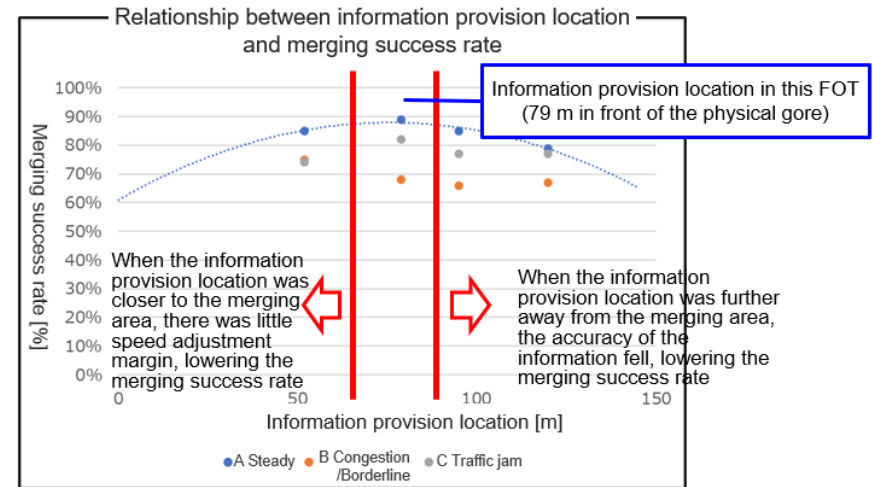 Relationship between information provision location
and merging success rate
Information provision location in this FOT
(79 m in front of the physical gore)
Merging success rate [%]
100%
90%
80%
70%
60%
50%
40%
30%
20%
10%
0%
When the information
provision location was
closer to the merging
area, there was little
speed adjustment
margin, lowering the
merging success rate
When the information
provision location was further
away from the merging area,
the accuracy of the
information fell, lowering the
merging success rate
0
50
100
150
Information provision location [m]
A Steady
B Congestion
/Borderline
C Traffic jam